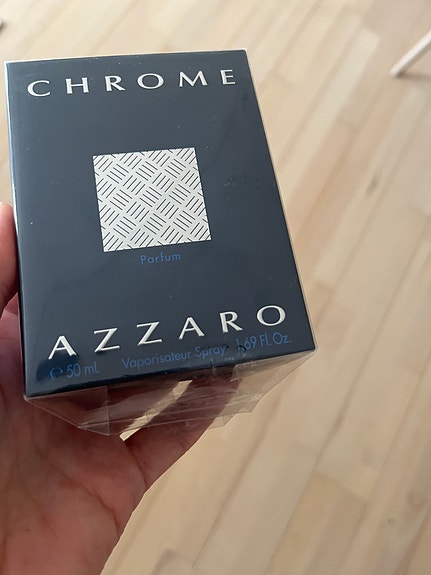 CHROME
Parfum
AZZARO
℮ 50 mL Vaporisateur Spray 1.69 Fl. Oz.